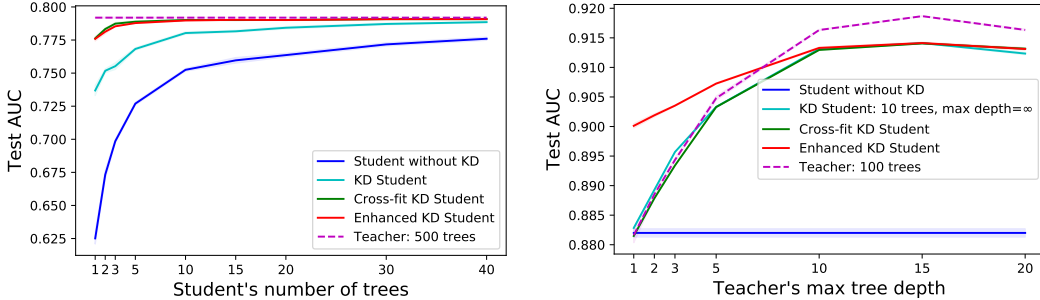 0.800
0.775
0.750
0.725
0.700
0.675
0.650
0.625
Test AUC
1 2 3 5 10 15 20 30 40
Student's number of trees
Student without KD
KD Student
Cross-fit KD Student
Enhanced KD Student
Teacher: 500 trees
0.920
0.915
0.910
0.905
0.900
0.895
0.890
0.885
0.880
Test AUC
1 2 3 5 10 15 20
Teacher's max tree depth
Student without KD
KD Student: 10 trees, max depth=∞
Cross-fit KD Student
Enhanced KD Student
Teacher: 100 trees